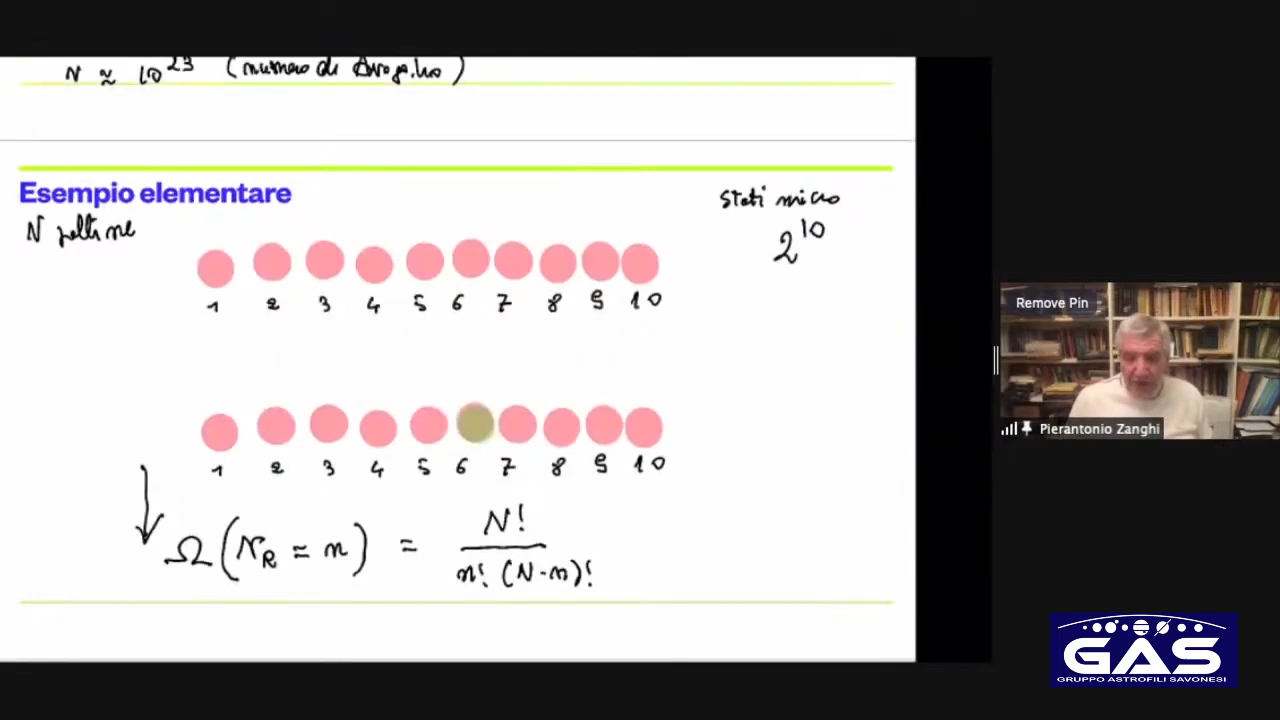 N ≈ 10^23 (numero di Avogadro)
Esempio elementare
N palline
stati micro
2^10
1 2 3 4 5 6 7 8 9 10
1 2 3 4 5 6 7 8 9 10
Ω(N_R = n) = N! / n! (N-n)!
Remove Pin
Pierantonio Zanghi
GAS
GRUPPO ASTROFILI SAVONESI